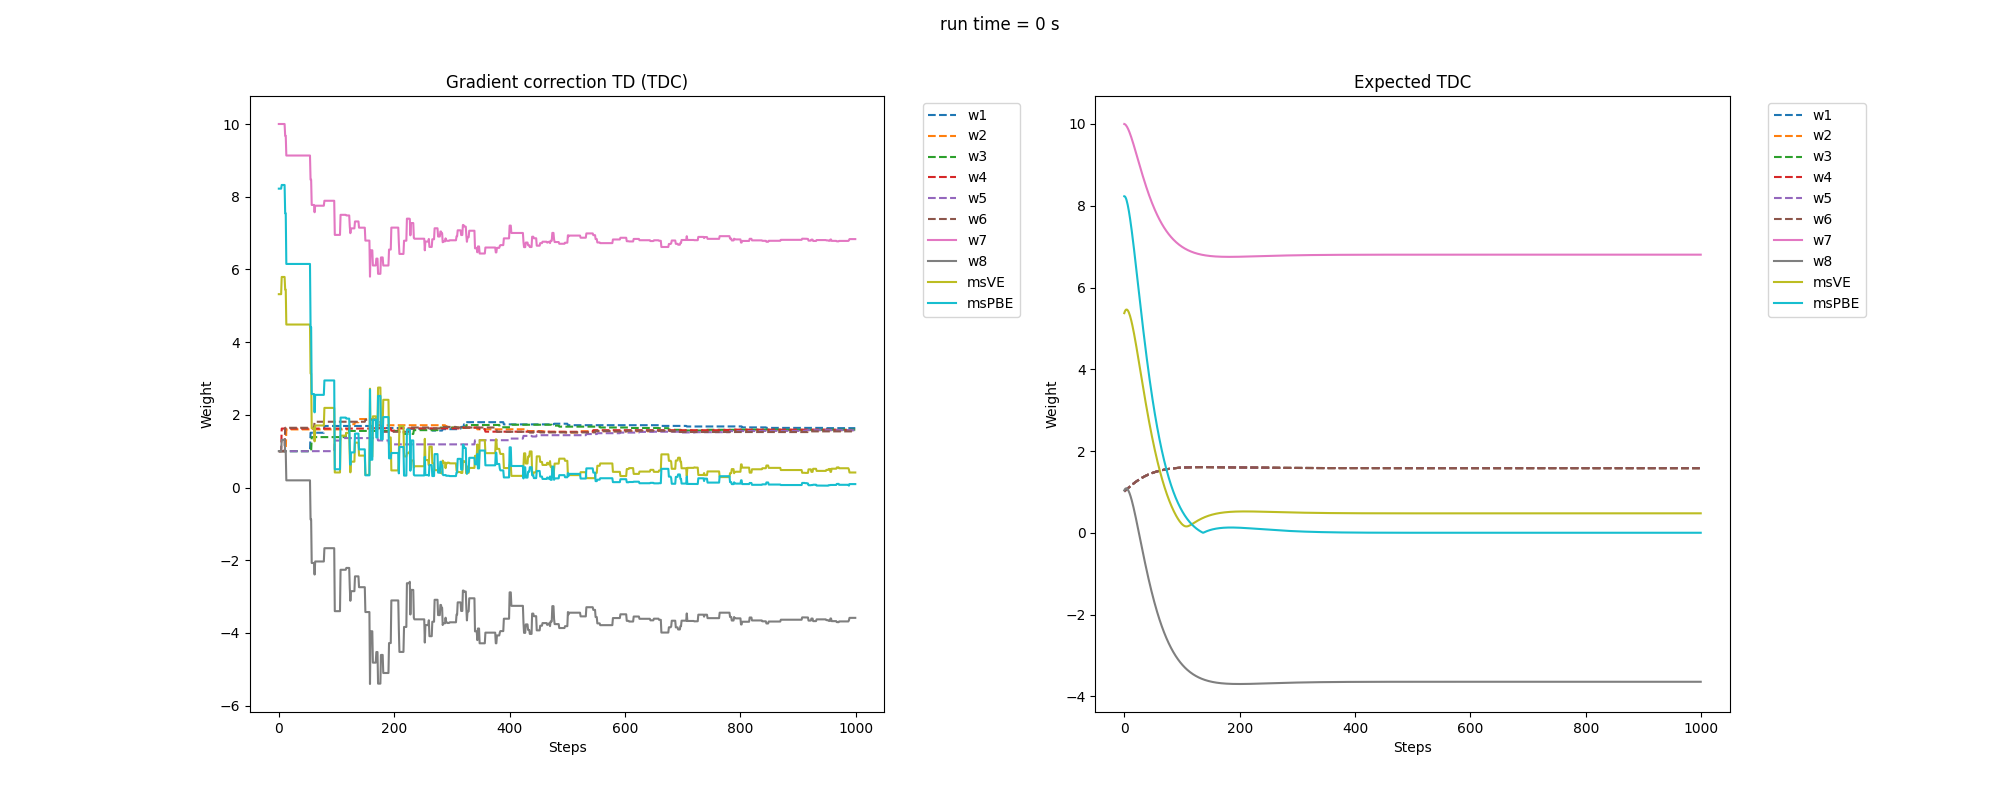 run time = 0 s
Gradient correction TD (TDC)
Weight
10
8
6
4
2
0
−2
−4
−6
0 200 400 600 800 1000
Steps
w1
w2
w3
w4
w5
w6
w7
w8
msVE
msPBE
Expected TDC
Weight
10
8
6
4
2
0
−2
−4
0 200 400 600 800 1000
Steps
w1
w2
w3
w4
w5
w6
w7
w8
msVE
msPBE